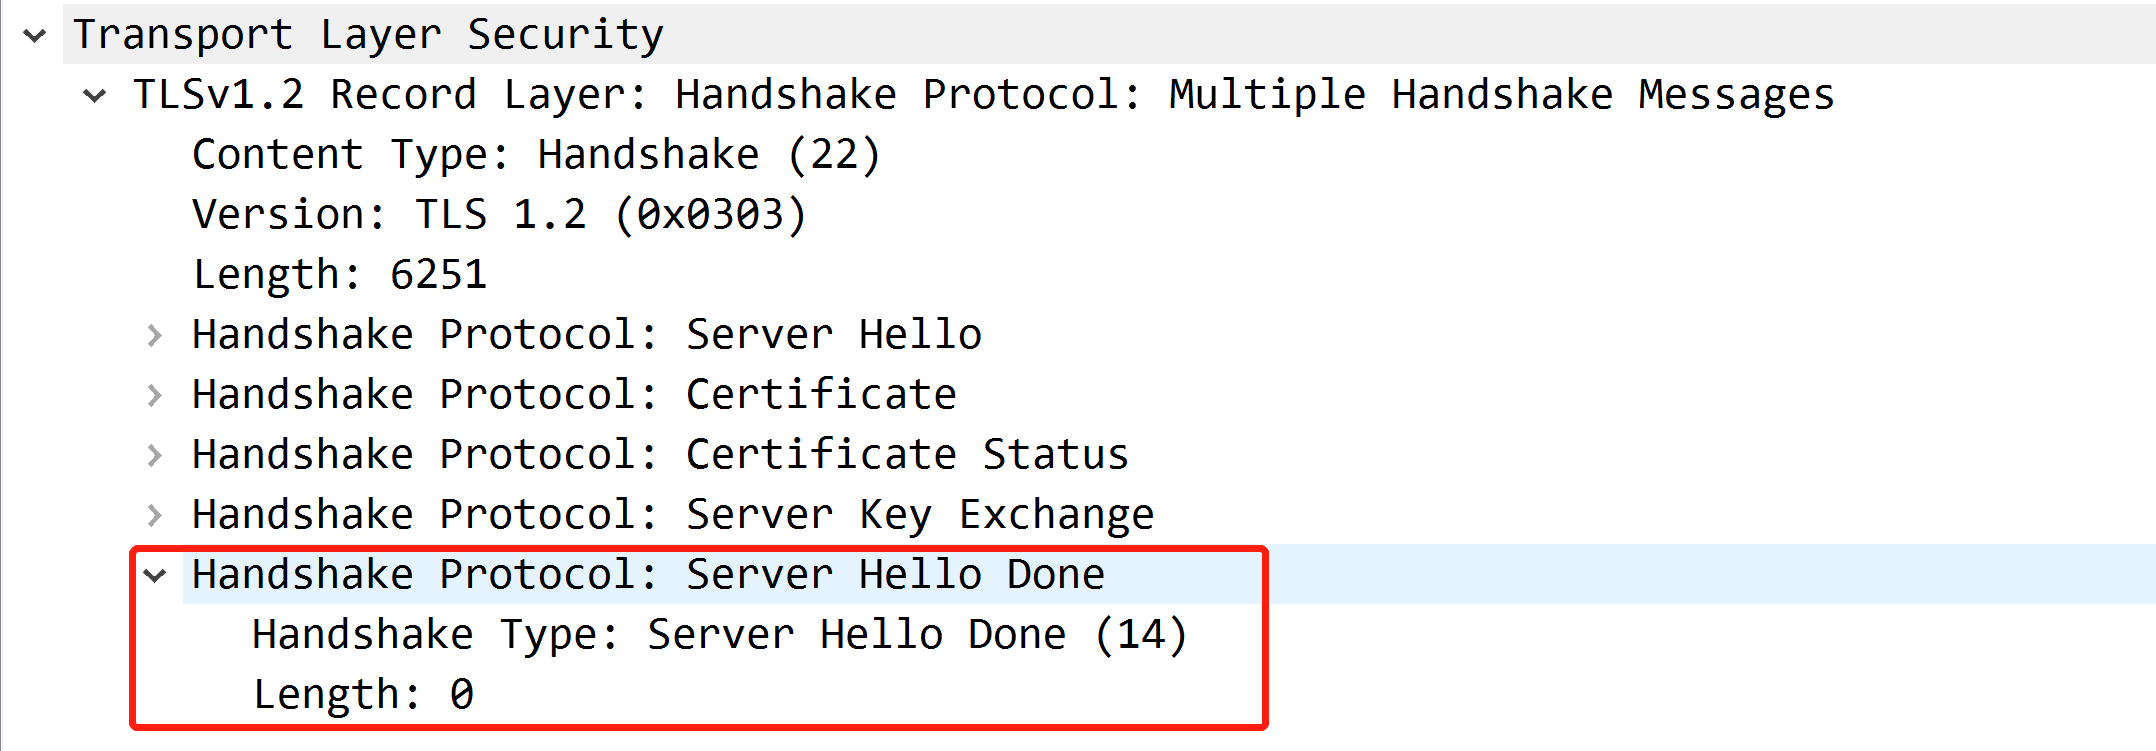 Transport Layer Security
TLSv1.2 Record Layer: Handshake Protocol: Multiple Handshake Messages
Content Type: Handshake (22)
Version: TLS 1.2 (0x0303)
Length: 6251
Handshake Protocol: Server Hello
Handshake Protocol: Certificate
Handshake Protocol: Certificate Status
Handshake Protocol: Server Key Exchange
Handshake Protocol: Server Hello Done
Handshake Type: Server Hello Done (14)
Length: 0